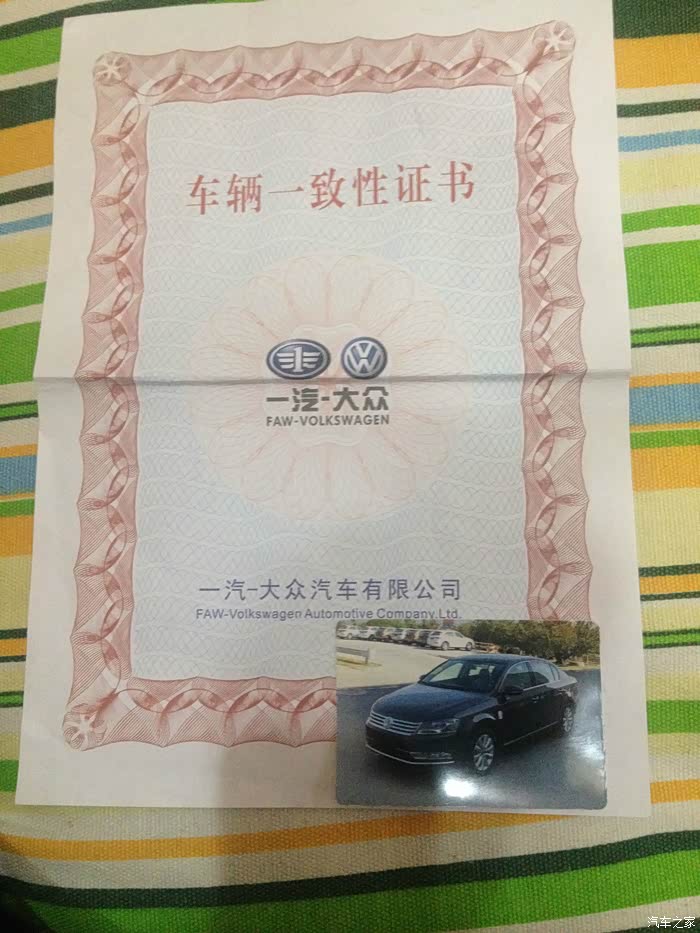 车辆一致性证书
一汽-大众
FAW-VOLKSWAGEN
一汽-大众汽车有限公司
FAW-Volkswagen Automotive Company.Ltd.
汽车之家